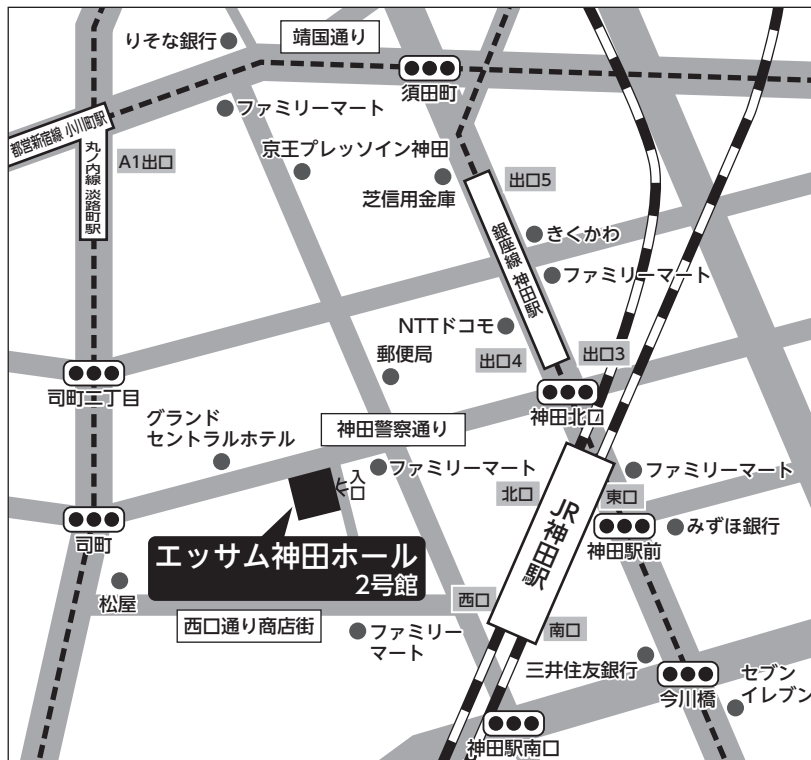 りそな銀行
靖国通り
須田町
ファミリーマート
都営新宿線 小川町駅
丸ノ内線 淡路町駅
A1出口
京王プレッソイン神田
芝信用金庫
出口5
銀座線 神田駅
きくかわ
ファミリーマート
NTTドコモ
郵便局
出口4
出口3
司町二丁目
神田北口
グランド
セントラルホテル
神田警察通り
入口
ファミリーマート
ファミリーマート
北口
東口
JR神田駅
司町
神田駅前
みずほ銀行
エッサム神田ホール
2号館
松屋
西口
西口通り商店街
南口
ファミリー
マート
三井住友銀行
今川橋
セブン
イレブン
神田駅南口